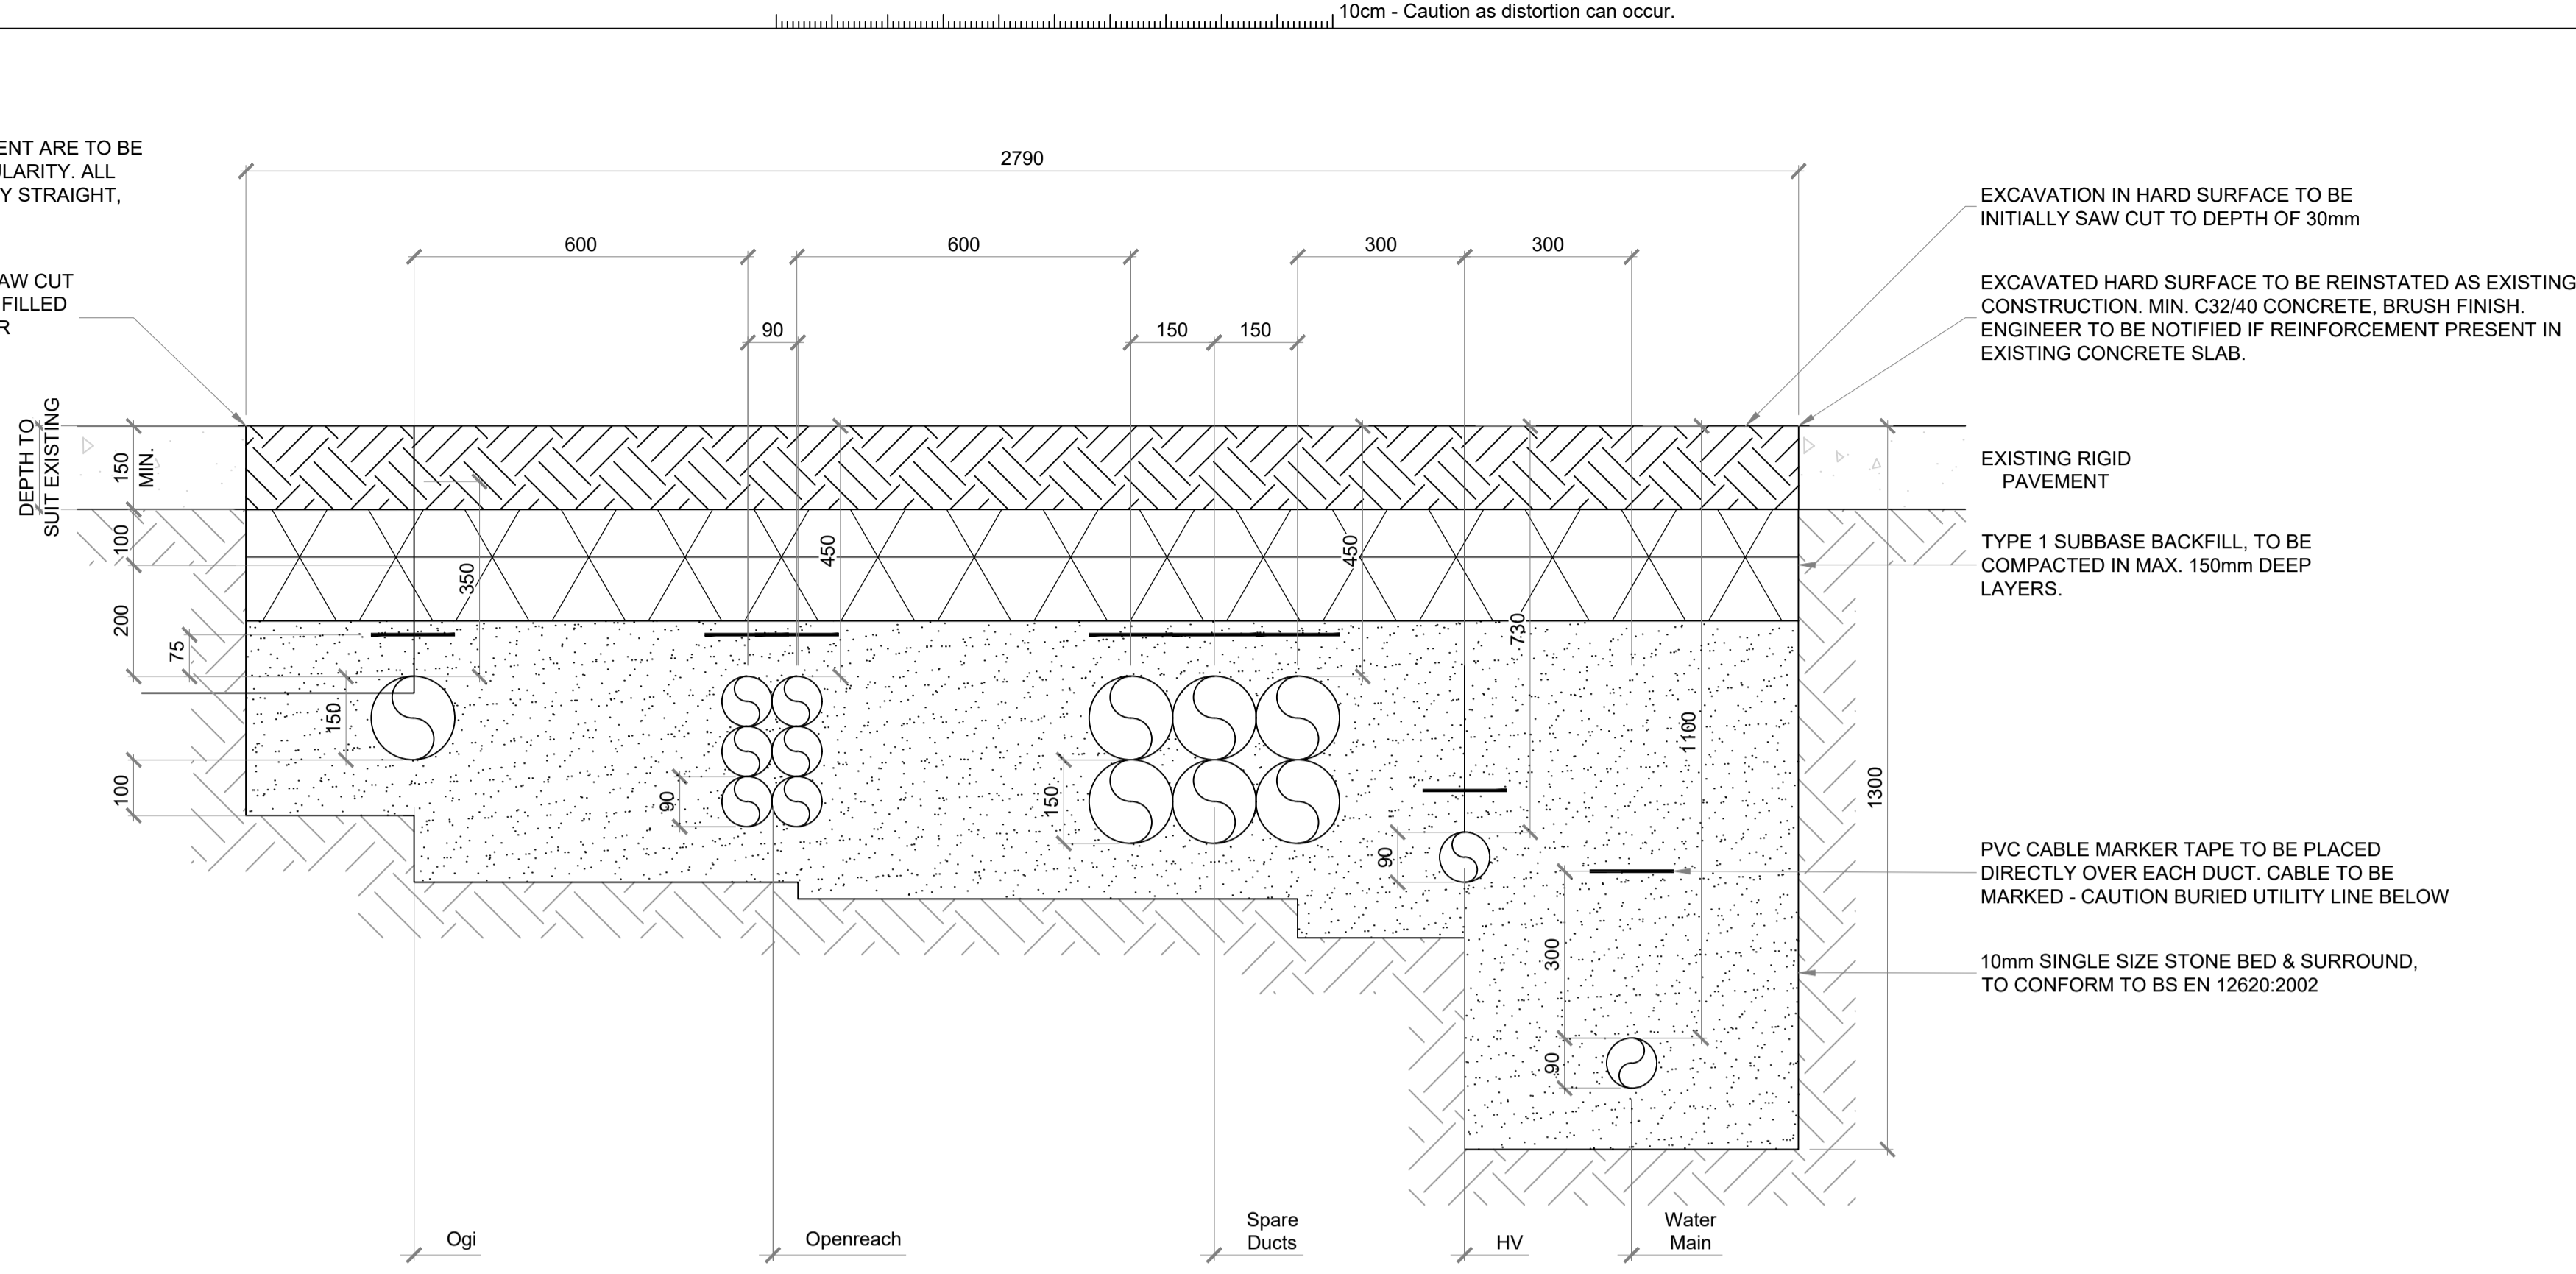 10cm - Caution as distortion can occur.
ENT ARE TO BE
ULARITY. ALL
Y STRAIGHT,
AW CUT
FILLED
R
2790
600
600
300
300
90
150
150
EXCAVATION IN HARD SURFACE TO BE
INITIALLY SAW CUT TO DEPTH OF 30mm
EXCAVATED HARD SURFACE TO BE REINSTATED AS EXISTING
CONSTRUCTION. MIN. C32/40 CONCRETE, BRUSH FINISH.
ENGINEER TO BE NOTIFIED IF REINFORCEMENT PRESENT IN
EXISTING CONCRETE SLAB.
DEPTH TO
SUIT EXISTING
150
MIN.
100
200
75
150
100
350
450
90
150
450
730
90
1100
300
90
1300
EXISTING RIGID
PAVEMENT
TYPE 1 SUBBASE BACKFILL, TO BE
COMPACTED IN MAX. 150mm DEEP
LAYERS.
PVC CABLE MARKER TAPE TO BE PLACED
DIRECTLY OVER EACH DUCT. CABLE TO BE
MARKED - CAUTION BURIED UTILITY LINE BELOW
10mm SINGLE SIZE STONE BED & SURROUND,
TO CONFORM TO BS EN 12620:2002
Ogi
Openreach
Spare
Ducts
HV
Water
Main